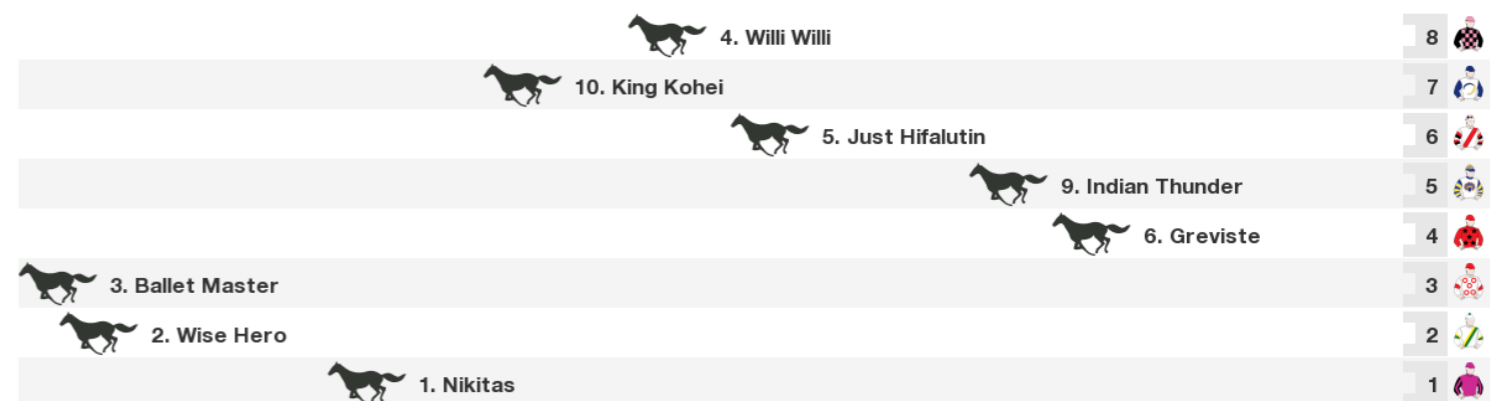 4. Willi Willi 8
10. King Kohei 7
5. Just Hifalutin 6
9. Indian Thunder 5
6. Greviste 4
3. Ballet Master 3
2. Wise Hero 2
1. Nikitas 1